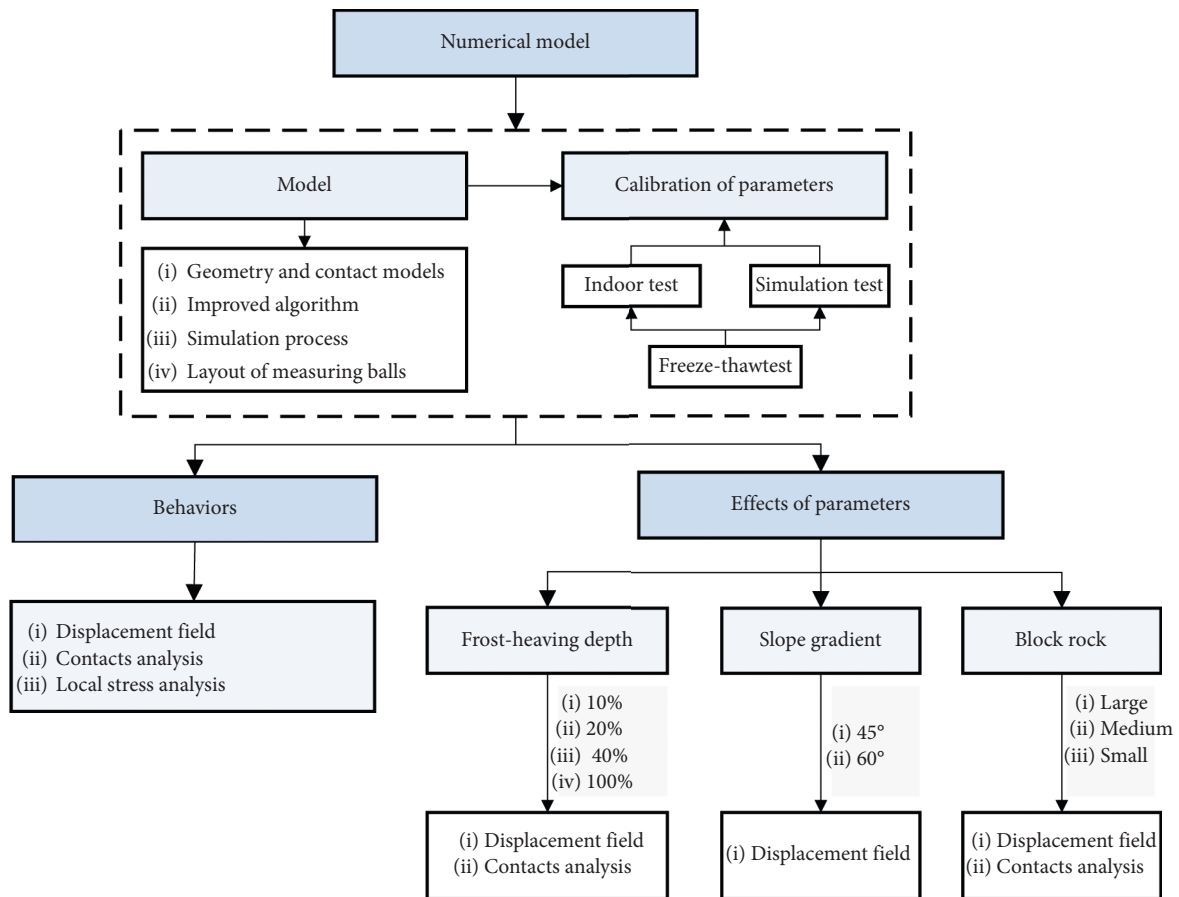 Numerical model
Model
Calibration of parameters
(i) Geometry and contact models
(ii) Improved algorithm
(iii) Simulation process
(iv) Layout of measuring balls
Indoor test
Simulation test
Freeze-thawtest
Behaviors
Effects of parameters
(i) Displacement field
(ii) Contacts analysis
(iii) Local stress analysis
Frost-heaving depth
Slope gradient
Block rock
(i) 10%
(ii) 20%
(iii) 40%
(iv) 100%
(i) 45°
(ii) 60°
(i) Large
(ii) Medium
(iii) Small
(i) Displacement field
(ii) Contacts analysis
(i) Displacement field
(i) Displacement field
(ii) Contacts analysis